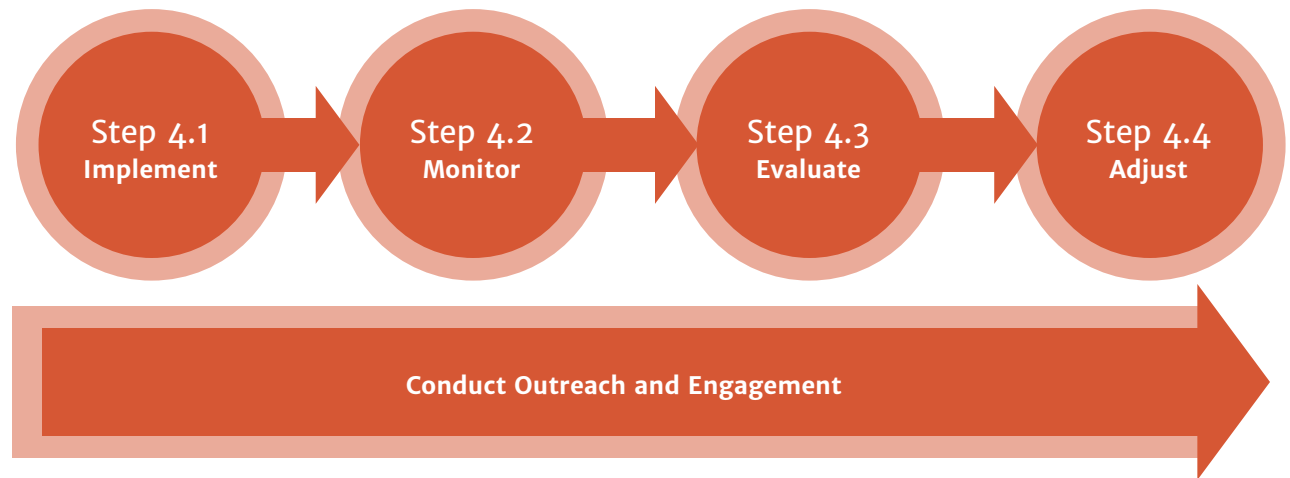 Step 4.1
Implement
Step 4.2
Monitor
Step 4.3
Evaluate
Step 4.4
Adjust
Conduct Outreach and Engagement